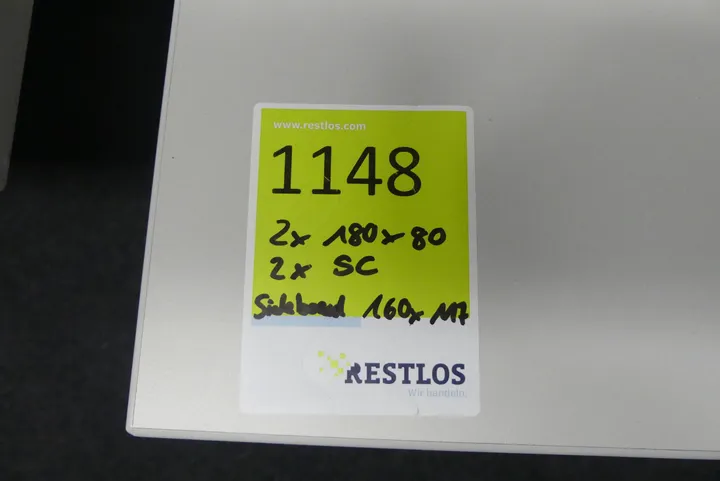 www.restlos.com
1148
2x 180x80
2x SC
Sideboard 160x117
RESTLOS
Wir handeln.